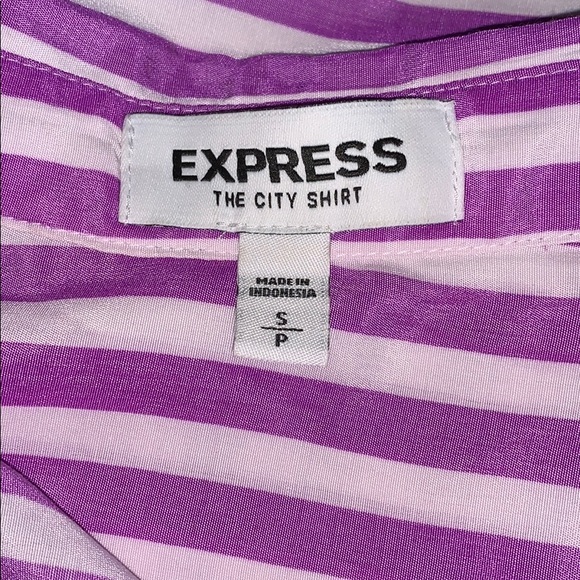 EXPRESS
THE CITY SHIRT
MADE IN
INDONESIA
S
P